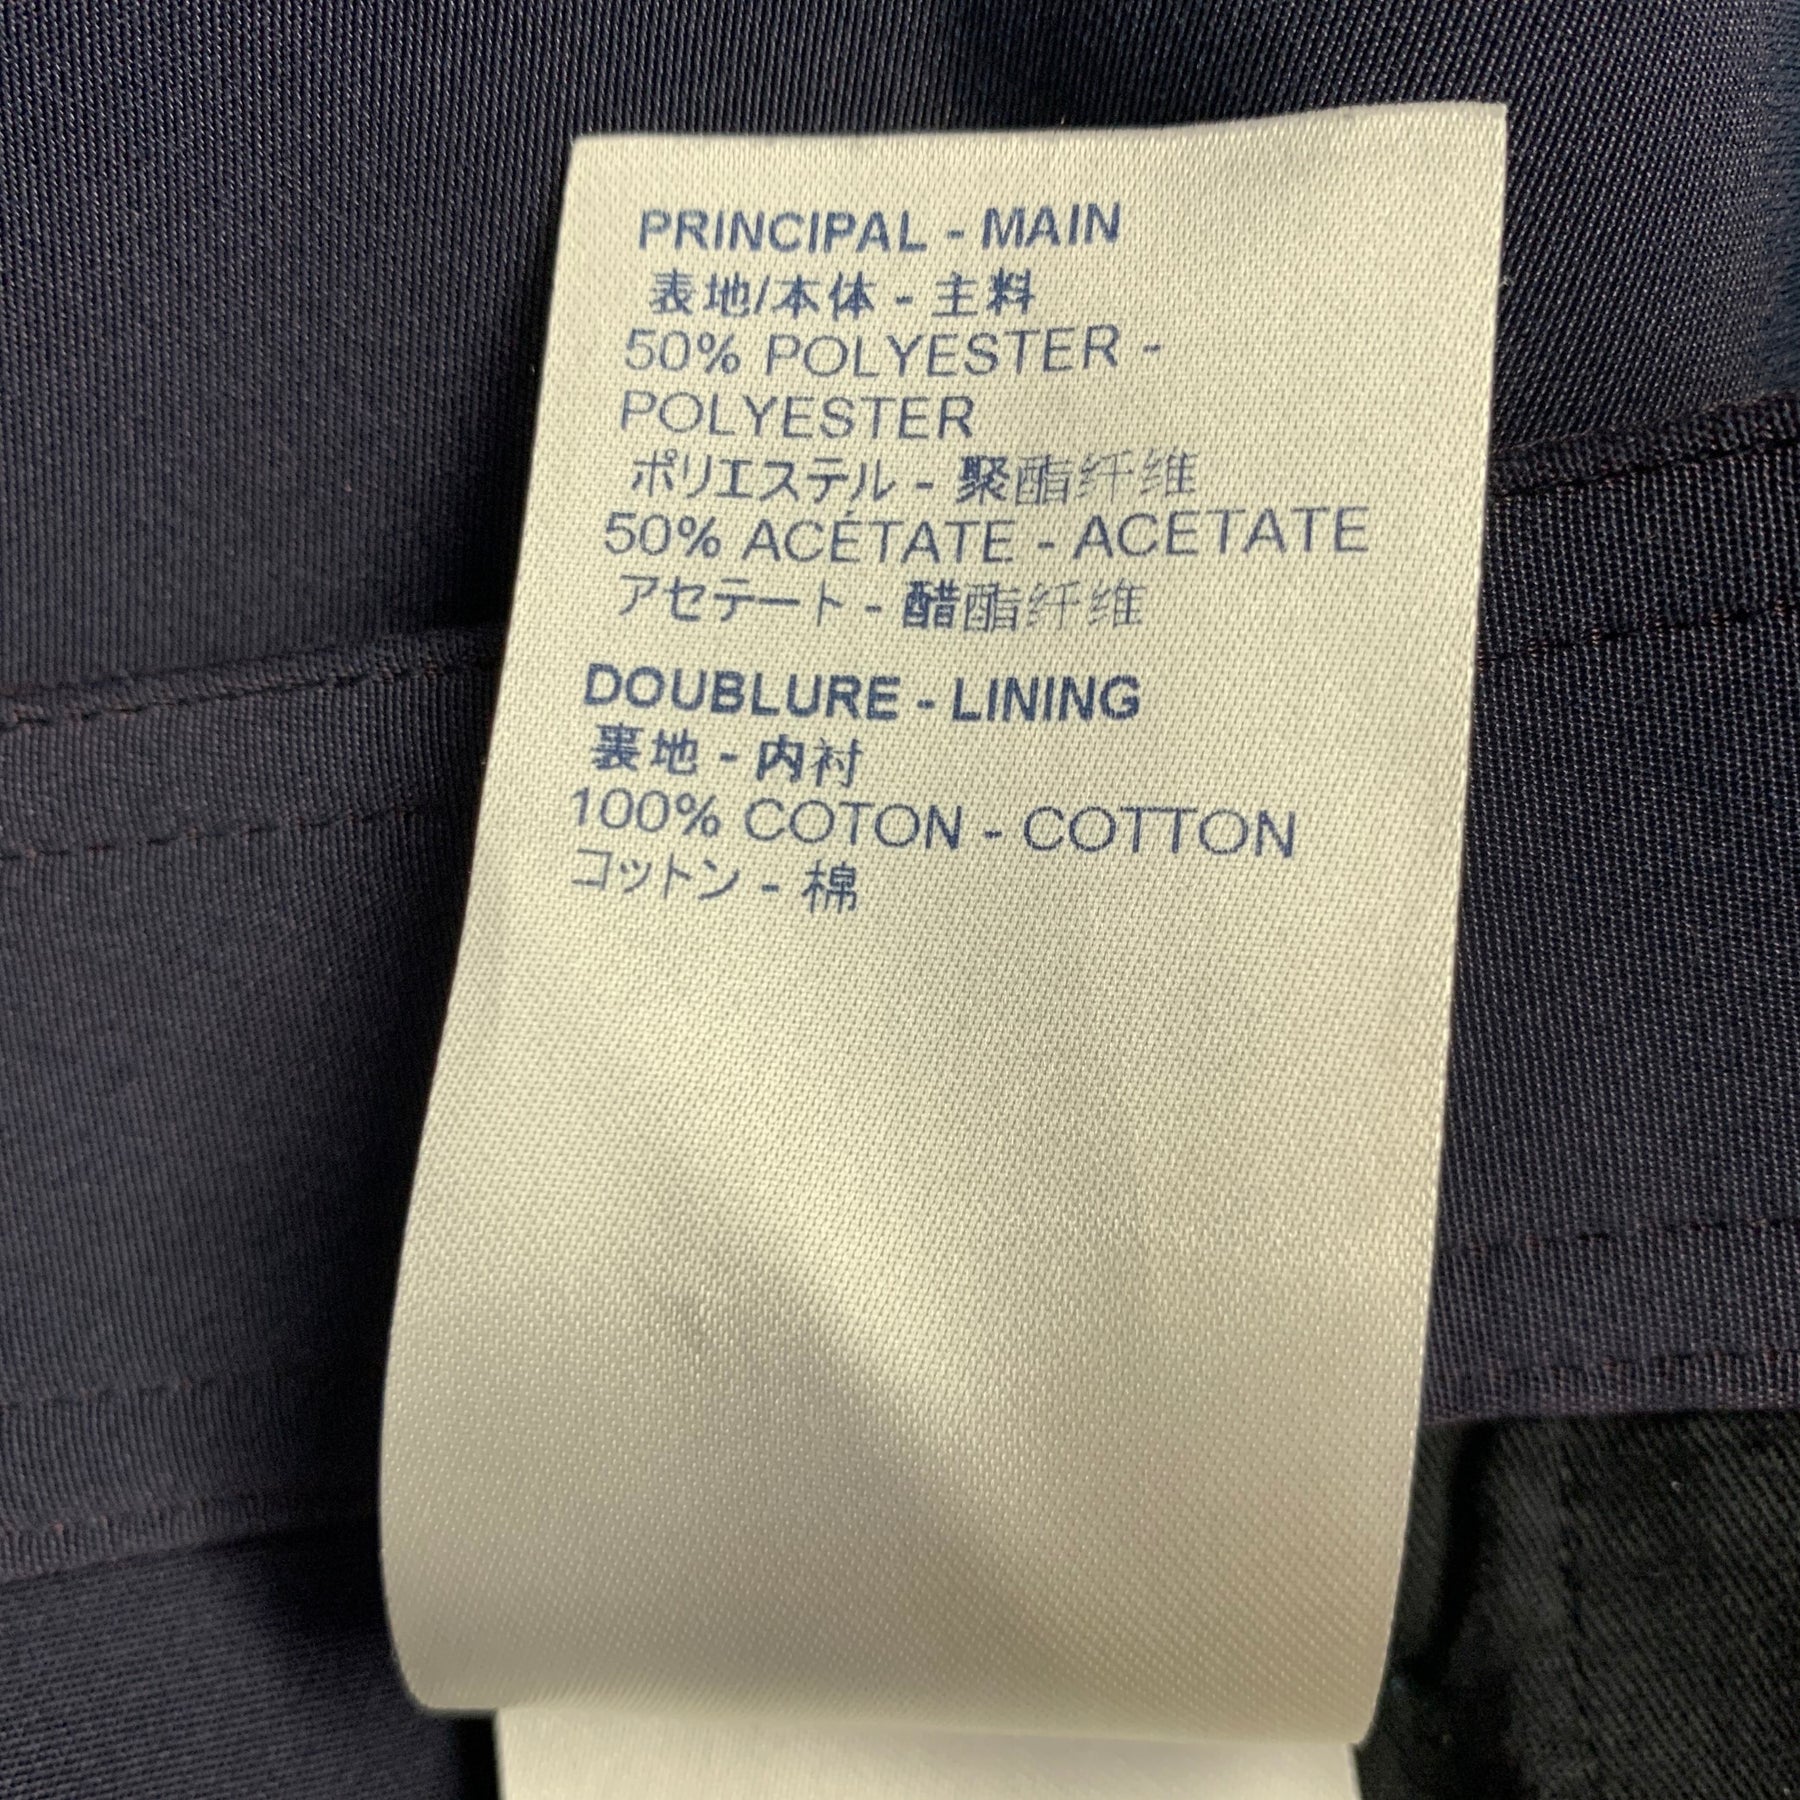 PRINCIPAL - MAIN
表地/本体 - 主料
50% POLYESTER -
POLYESTER
ポリエステル - 聚酯纤维
50% ACÉTATE - ACETATE
アセテート - 醋酯纤维
DOUBLURE - LINING
裏地 - 内衬
100% COTON - COTTON
コットン - 棉